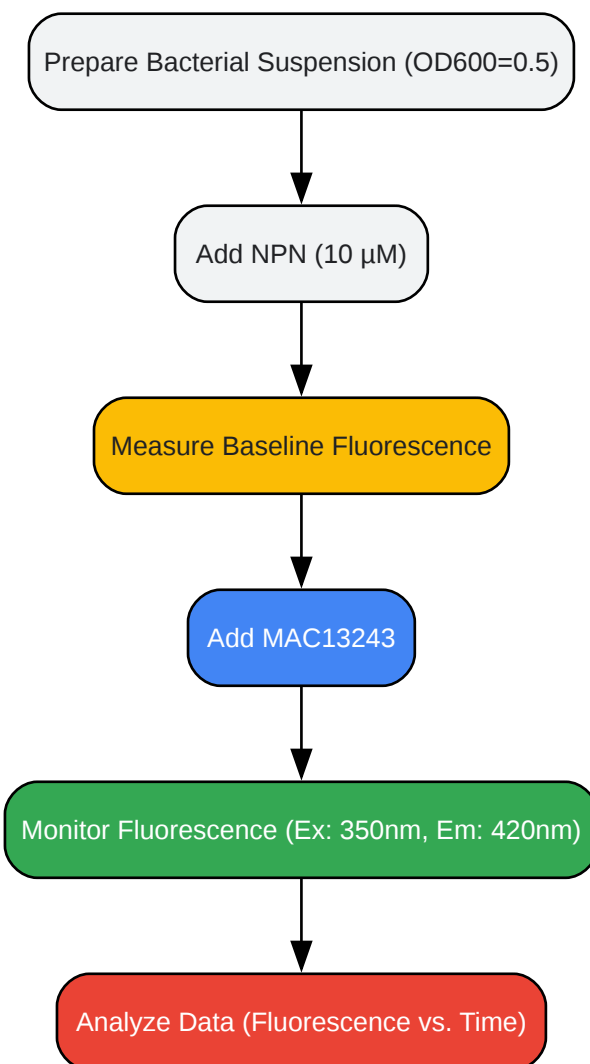 Prepare Bacterial Suspension (OD600=0.5)
Add NPN (10 µM)
Measure Baseline Fluorescence
Add MAC13243
Monitor Fluorescence (Ex: 350nm, Em: 420nm)
Analyze Data (Fluorescence vs. Time)